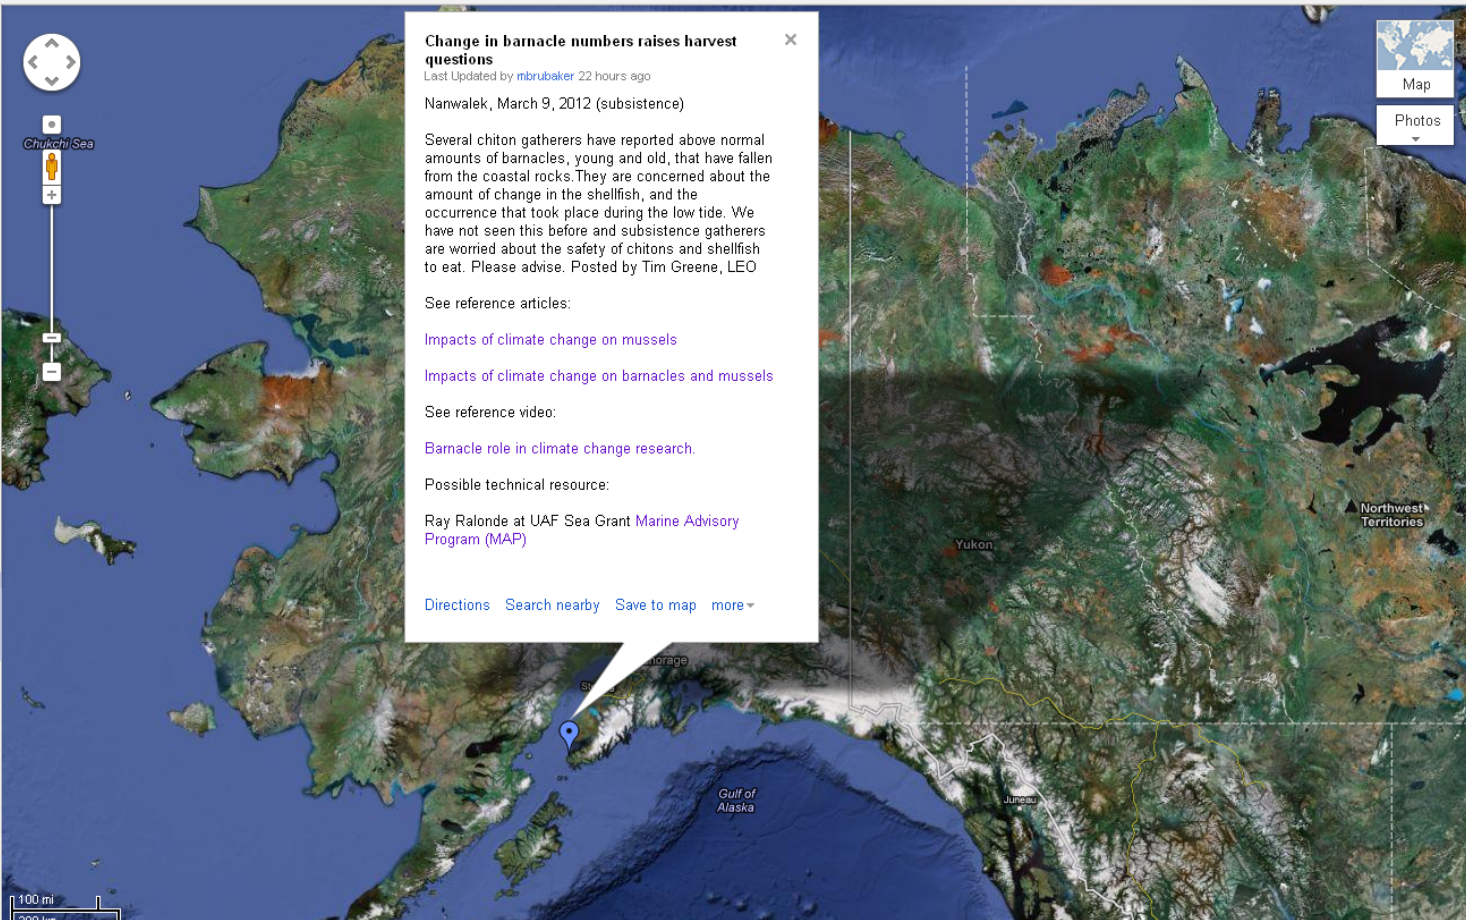 Change in barnacle numbers raises harvest
questions
Last Updated by mbrubaker 22 hours ago
Nanwalek, March 9, 2012 (subsistence)
Several chiton gatherers have reported above normal
amounts of barnacles, young and old, that have fallen
from the coastal rocks.They are concerned about the
amount of change in the shellfish, and the
occurrence that took place during the low tide. We
have not seen this before and subsistence gatherers
are worried about the safety of chitons and shellfish
to eat. Please advise. Posted by Tim Greene, LEO
See reference articles:
Impacts of climate change on mussels
Impacts of climate change on barnacles and mussels
See reference video:
Barnacle role in climate change research.
Possible technical resource:
Ray Ralonde at UAF Sea Grant Marine Advisory
Program (MAP)
Directions Search nearby Save to map more
Map
Photos
Chukchi Sea
Northwest
Territories
Yukon
Gulf of
Alaska
Juneau
100 mi